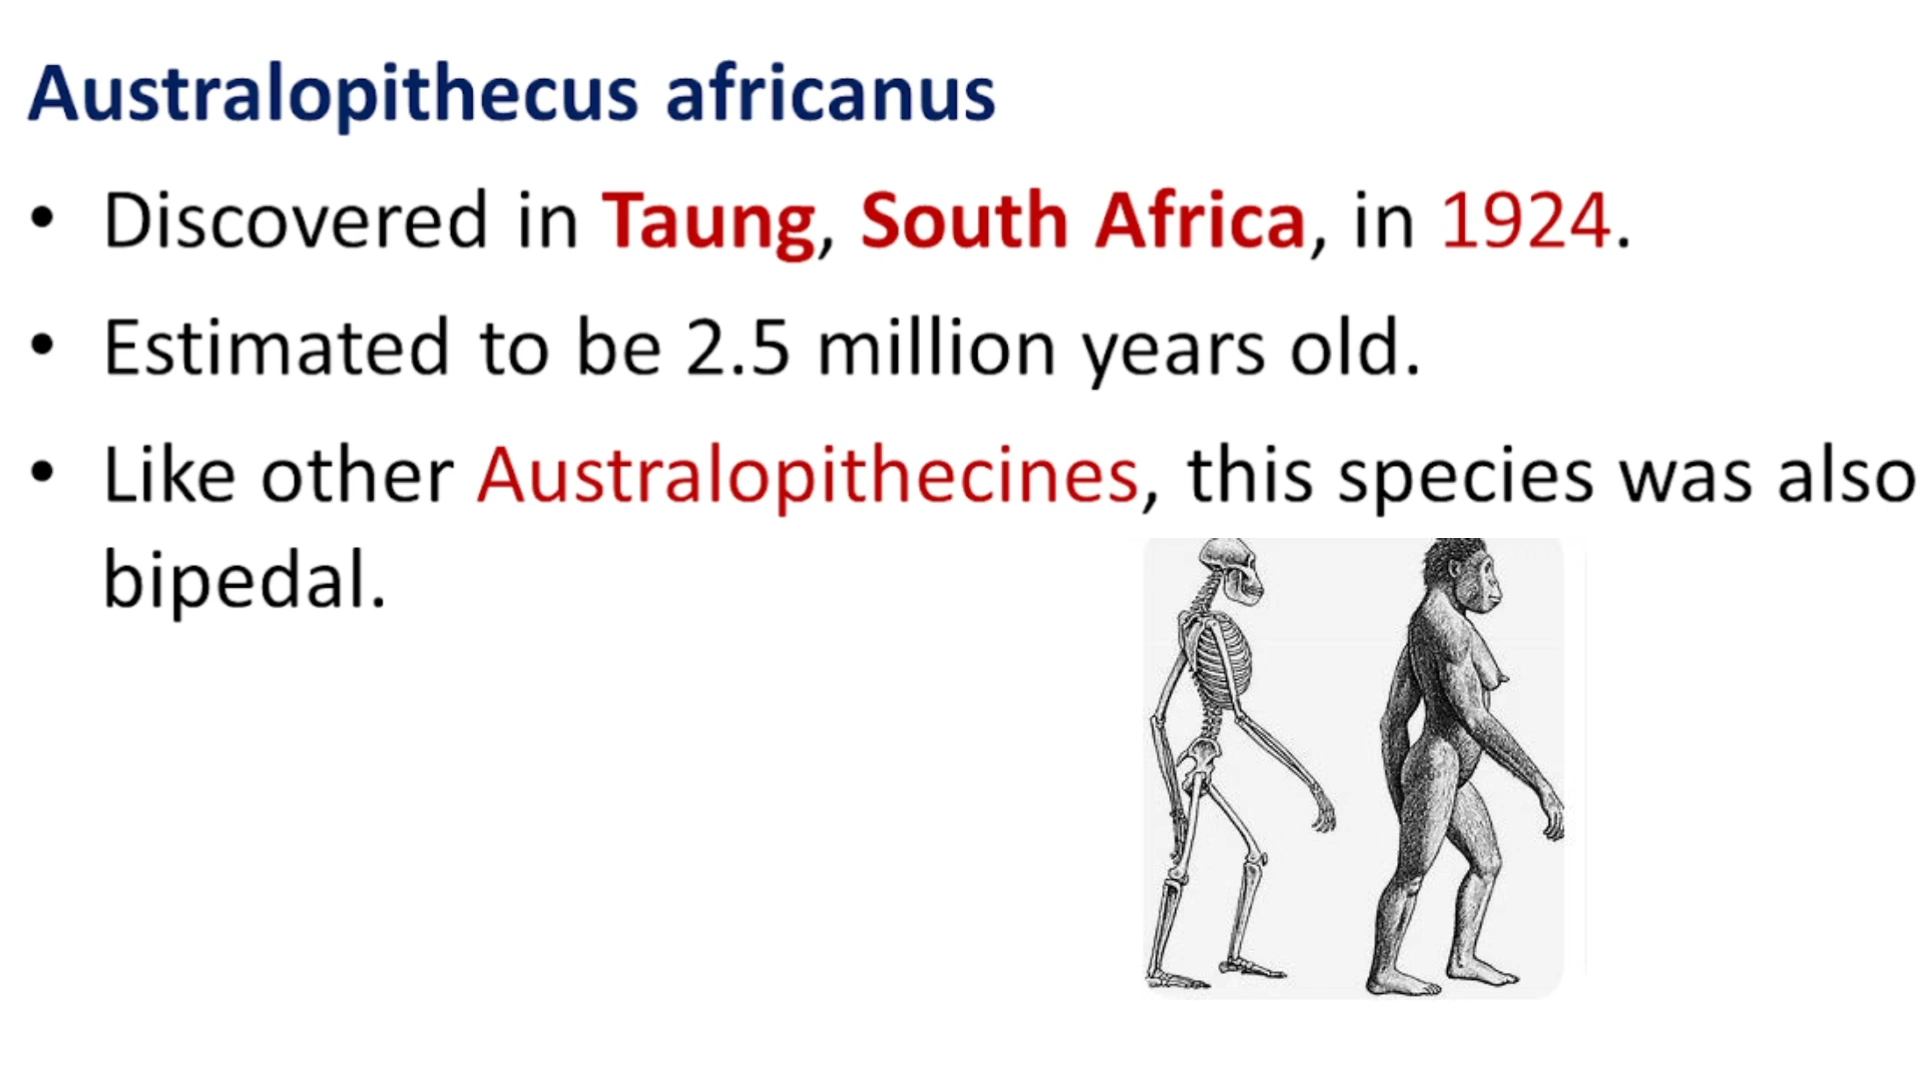 Australopithecus africanus
• Discovered in Taung, South Africa, in 1924.
• Estimated to be 2.5 million years old.
• Like other Australopithecines, this species was also
bipedal.